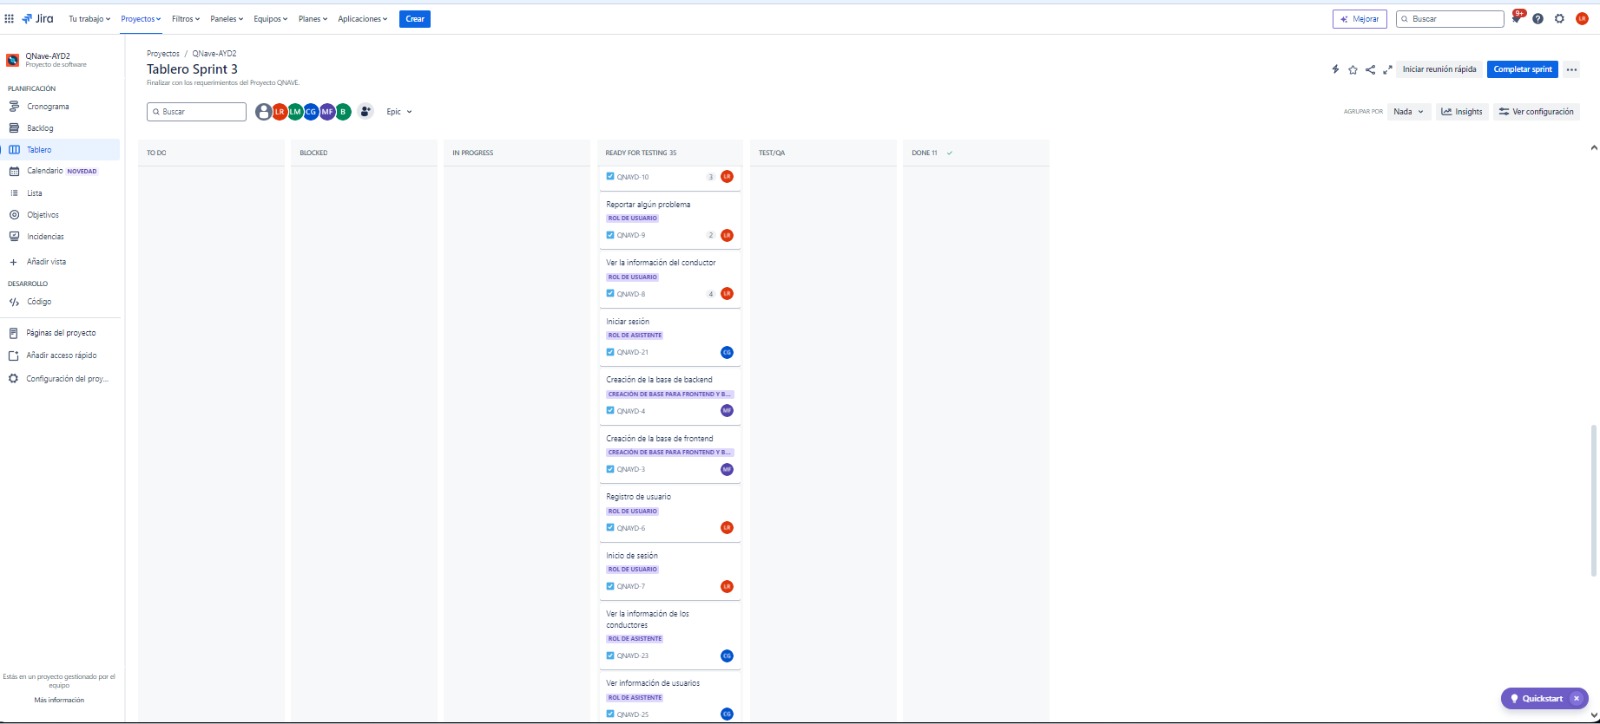 Jira
Tu trabajo
Proyectos
Filtros
Paneles
Equipos
Planes
Aplicaciones
Crear
Mejorar
Buscar
9+
LR
QNave-AYD2
Proyecto de software
PLANIFICACIÓN
Cronograma
Backlog
Tablero
Calendario NOVEDAD
Lista
Objetivos
Incidencias
Añadir vista
DESARROLLO
Código
Páginas del proyecto
Añadir acceso rápido
Configuración del proy...
Estás en un proyecto gestionado por el
equipo
Más información
Proyectos / QNave-AYD2
Tablero Sprint 3
Finalizar con los requerimientos del Proyecto QNAVE.
Iniciar reunión rápida
Completar sprint
Buscar
LR LM CG MF B
Epic
AGRUPAR POR
Nada
Insights
Ver configuración
TO DO
BLOCKED
IN PROGRESS
READY FOR TESTING 35
TEST/QA
DONE 11
QNAYD-10 3 LR
Reportar algún problema
ROL DE USUARIO
QNAYD-9 2 LR
Ver la información del conductor
ROL DE USUARIO
QNAYD-8 4 LR
Iniciar sesión
ROL DE ASISTENTE
QNAYD-21 CG
Creación de la base de backend
CREACIÓN DE BASE PARA FRONTEND Y B...
QNAYD-4 MF
Creación de la base de frontend
CREACIÓN DE BASE PARA FRONTEND Y B...
QNAYD-3 MF
Registro de usuario
ROL DE USUARIO
QNAYD-6 LR
Inicio de sesión
ROL DE USUARIO
QNAYD-7 LR
Ver la información de los
conductores
ROL DE ASISTENTE
QNAYD-23 CG
Ver información de usuarios
ROL DE ASISTENTE
QNAYD-25 CG
Quickstart